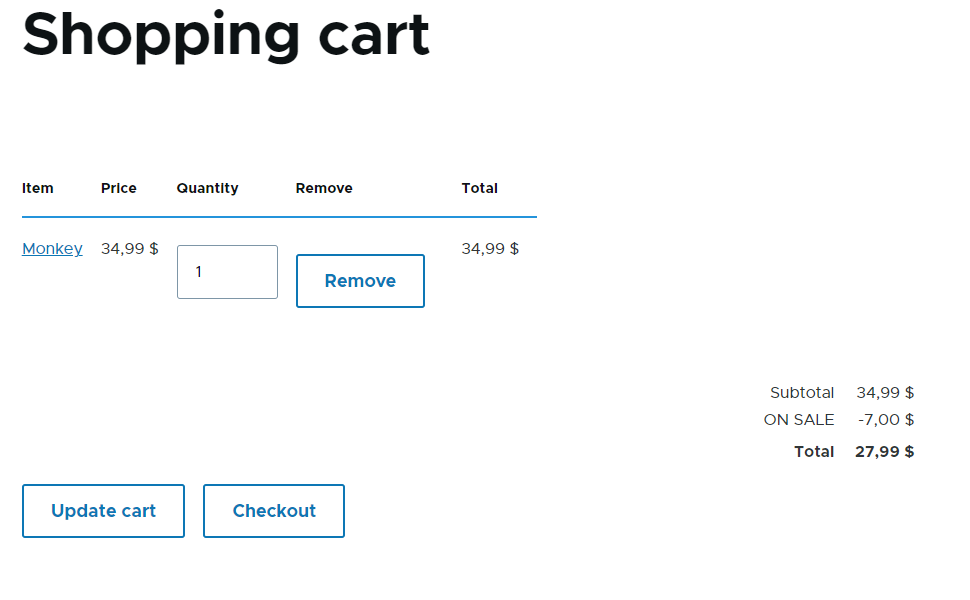 Shopping cart
Item Price Quantity Remove Total
Monkey 34,99 $ 1 Remove 34,99 $
Subtotal 34,99 $
ON SALE -7,00 $
Total 27,99 $
Update cart Checkout